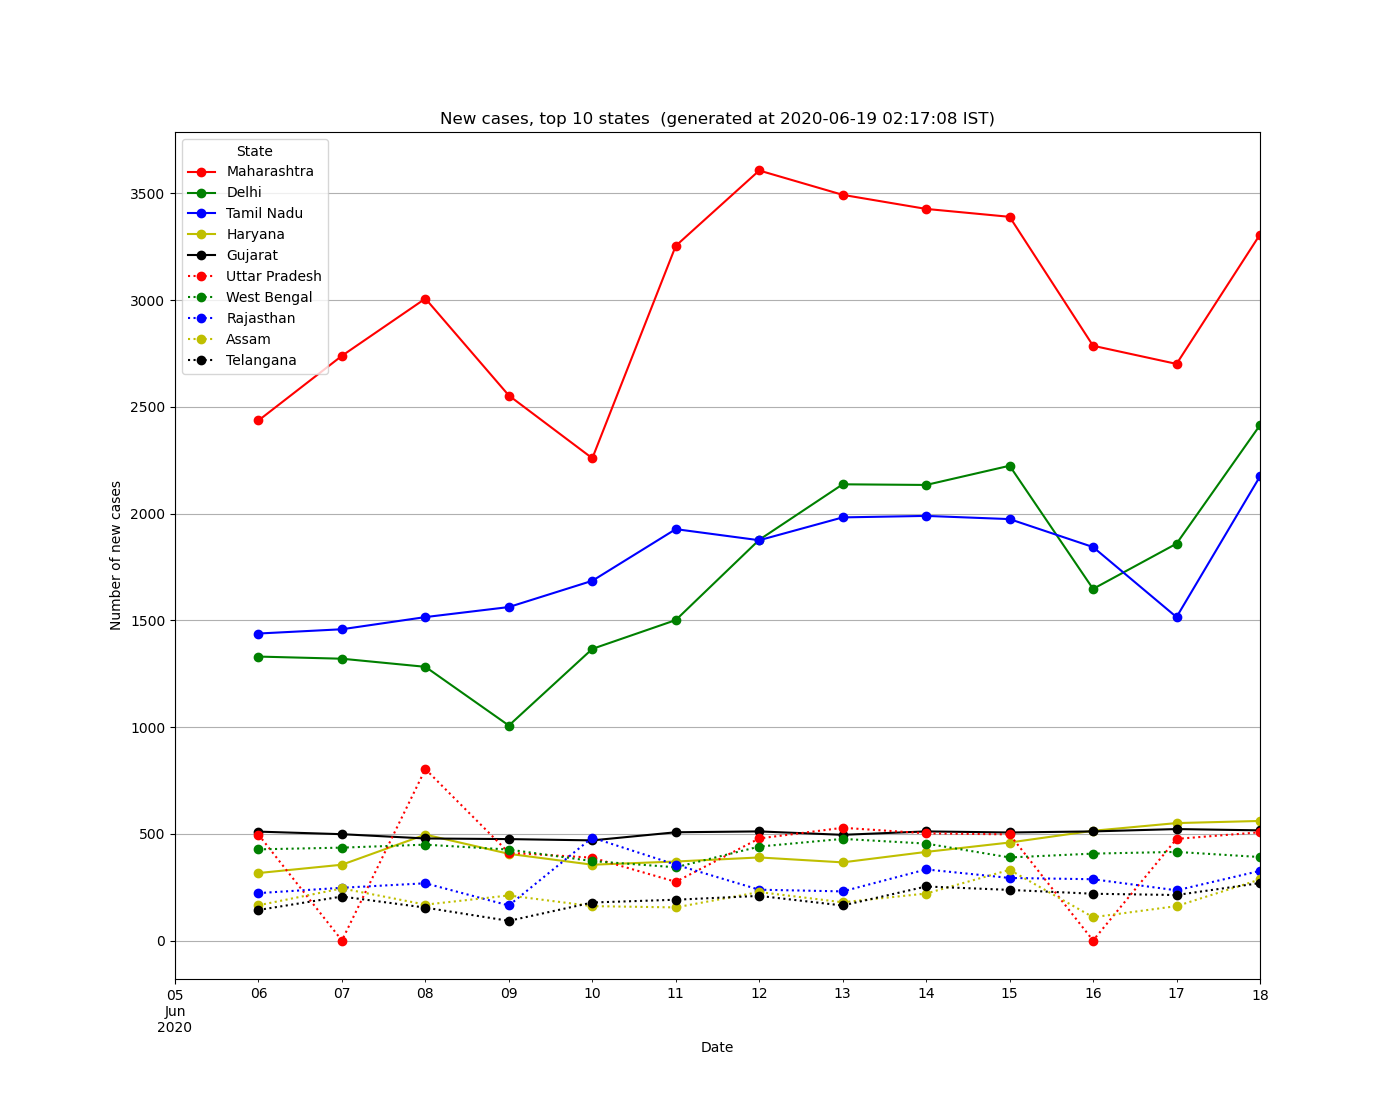 New cases, top 10 states  (generated at 2020-06-19 02:17:08 IST)
State
Maharashtra
Delhi
Tamil Nadu
Haryana
Gujarat
Uttar Pradesh
West Bengal
Rajasthan
Assam
Telangana
Number of new cases
3500
3000
2500
2000
1500
1000
500
0
05 06 07 08 09 10 11 12 13 14 15 16 17 18
Jun
2020
Date